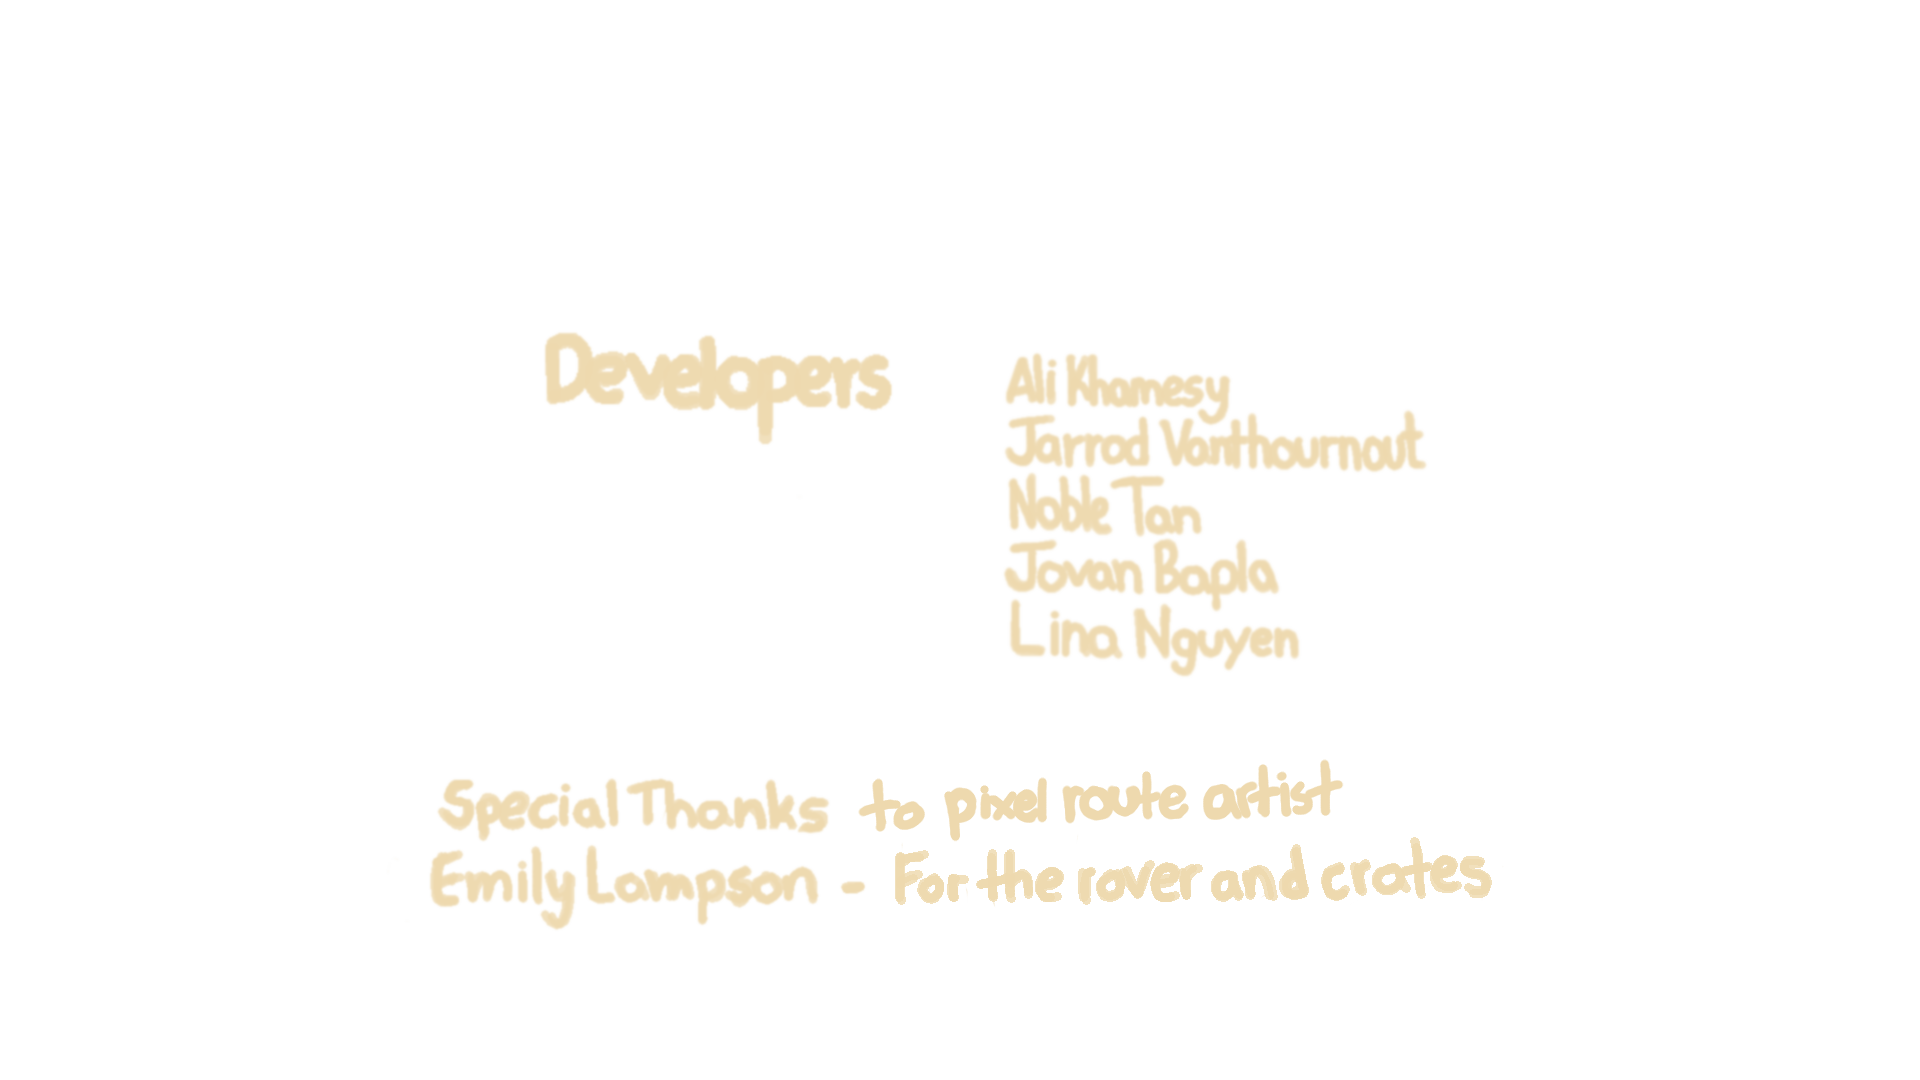 Developers
Ali Khamesy
Jarrod Vanthournout
Noble Tan
Jovan Bapla
Lina Nguyen
Special Thanks to pixel route artist
Emily Lampson - For the rover and crates